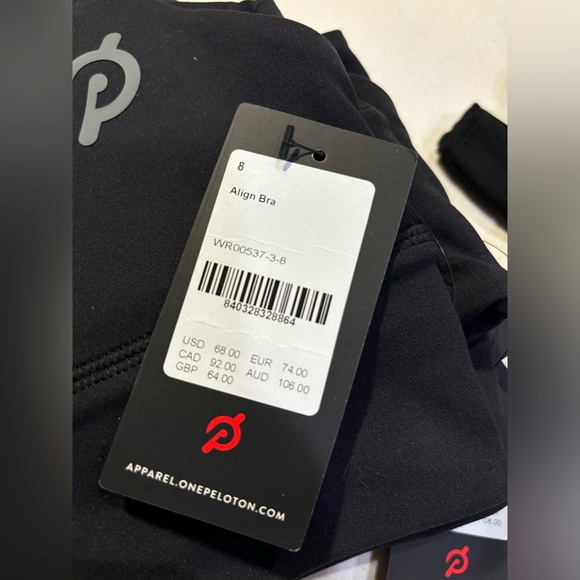 8
Align Bra
WR00537-3-8
840328328864
USD 68.00 EUR 74.00
CAD 92.00 AUD 106.00
GBP 64.00
APPAREL.ONEPELOTON.COM